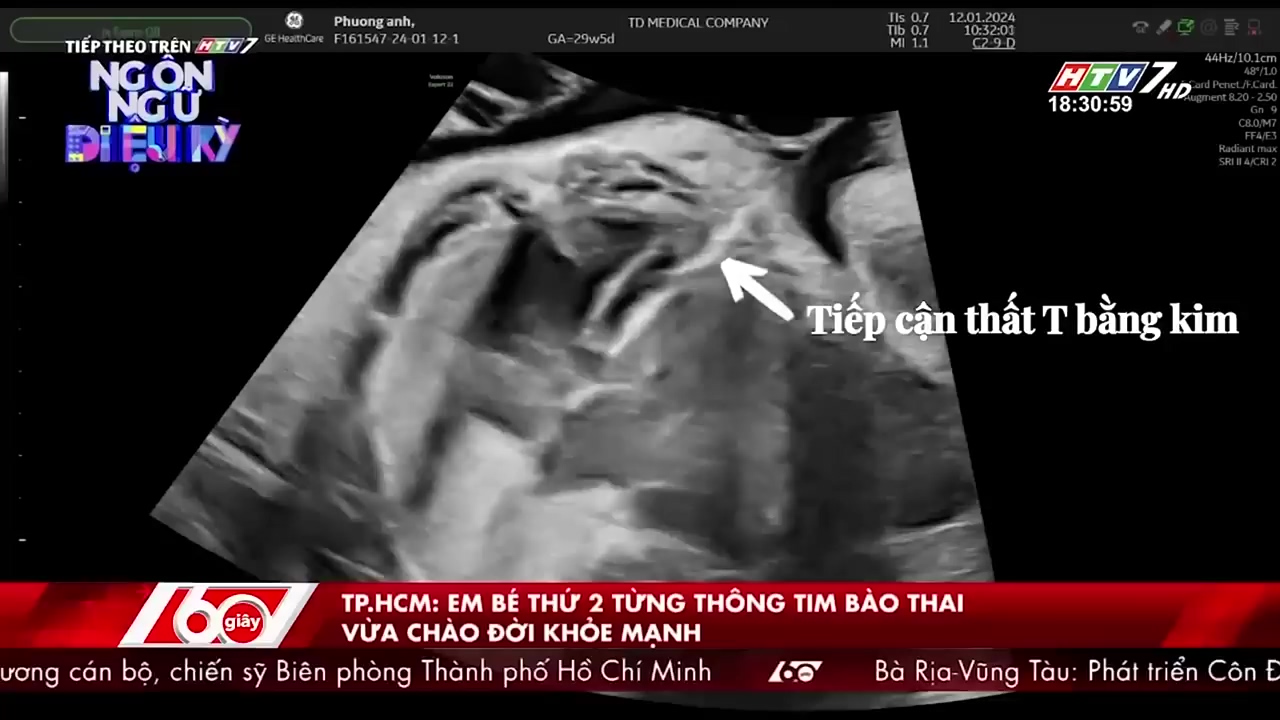 GE HealthCare
Phuong anh,
F161547-24-01-12-1
GA=29w5d
TD MEDICAL COMPANY
TIs 0.7
TIb 0.7
MI 1.1
12.01.2024
10:32:01
C2-9-D
TIẾP THEO TRÊN HTV7
NGÔN
NGỮ
DIỆU KỲ
HTV7 HD
18:30:59
44Hz/10.1cm
48°/1.0
F.Card Penet./F.Card.
Augment 8.20 - 2.50
Gn 9
C8.0/M7
FF4/E3
Radiant max
SRI II 4/CRI 2
Tiếp cận thất T bằng kim
60 giây
TP.HCM: EM BÉ THỨ 2 TỪNG THÔNG TIM BÀO THAI
VỪA CHÀO ĐỜI KHỎE MẠNH
ương cán bộ, chiến sỹ Biên phòng Thành phố Hồ Chí Minh 60 Bà Rịa-Vũng Tàu: Phát triển Côn Đ